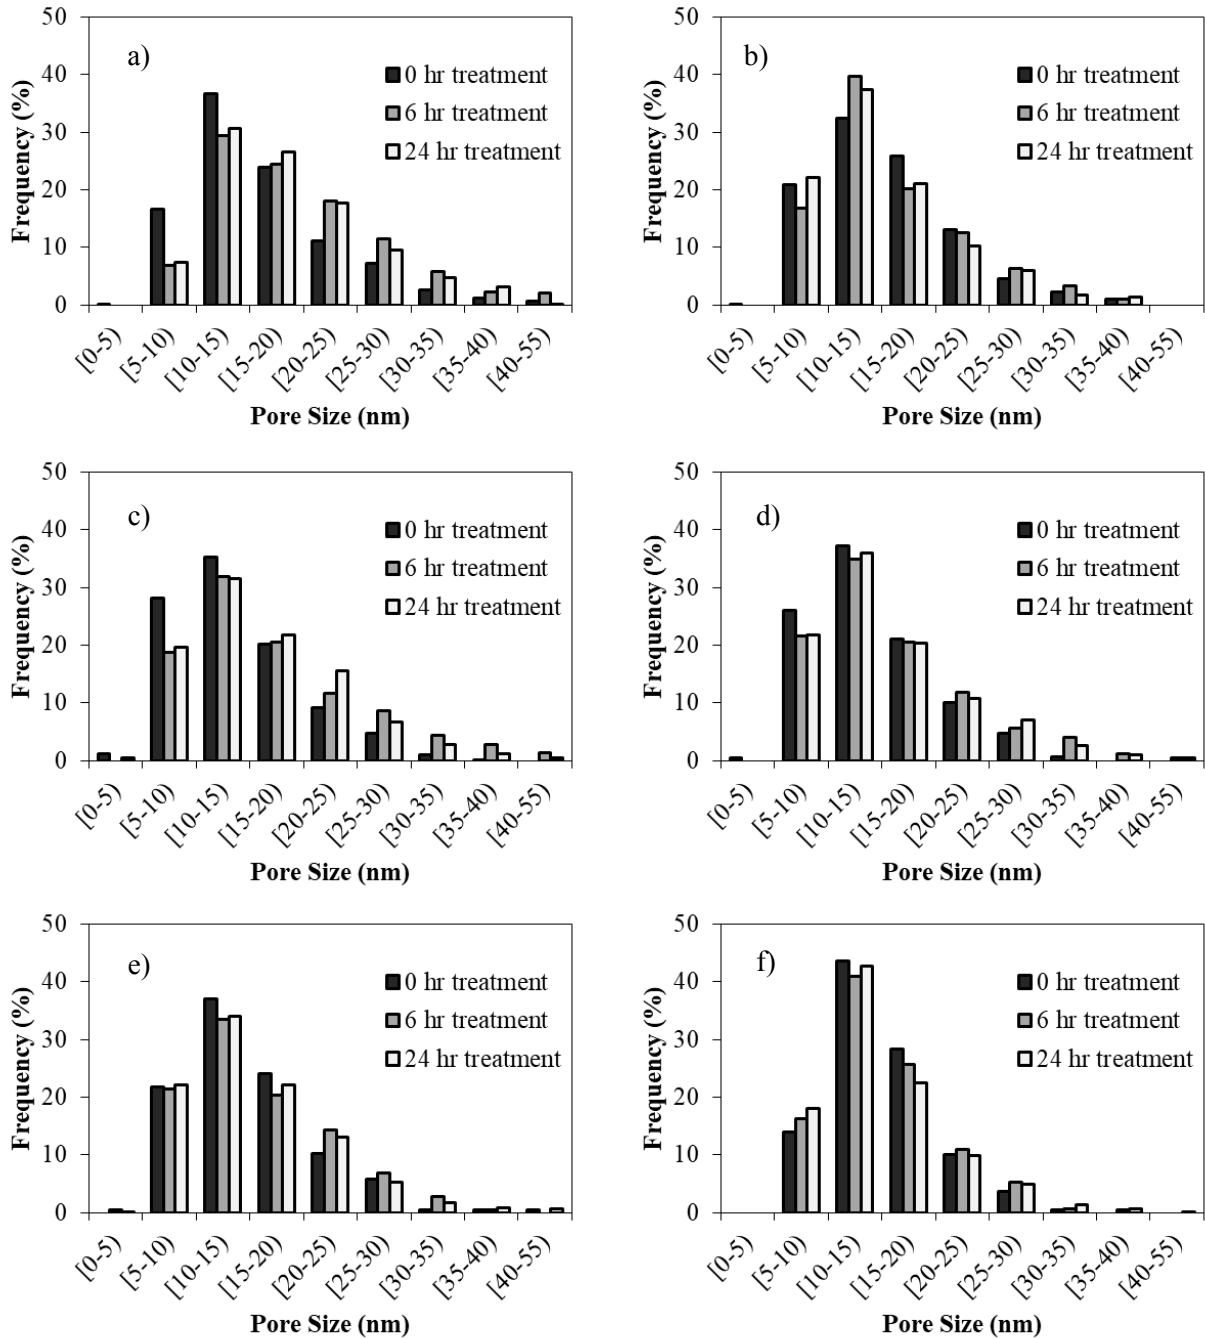 50
40
30
20
10
0
Frequency (%)
a)
0 hr treatment
6 hr treatment
24 hr treatment
[0-5)
[5-10)
[10-15)
[15-20)
[20-25)
[25-30)
[30-35)
[35-40)
[40-55)
Pore Size (nm)
50
40
30
20
10
0
Frequency (%)
b)
0 hr treatment
6 hr treatment
24 hr treatment
[0-5)
[5-10)
[10-15)
[15-20)
[20-25)
[25-30)
[30-35)
[35-40)
[40-55)
Pore Size (nm)
50
40
30
20
10
0
Frequency (%)
c)
0 hr treatment
6 hr treatment
24 hr treatment
[0-5)
[5-10)
[10-15)
[15-20)
[20-25)
[25-30)
[30-35)
[35-40)
[40-55)
Pore Size (nm)
50
40
30
20
10
0
Frequency (%)
d)
0 hr treatment
6 hr treatment
24 hr treatment
[0-5)
[5-10)
[10-15)
[15-20)
[20-25)
[25-30)
[30-35)
[35-40)
[40-55)
Pore Size (nm)
50
40
30
20
10
0
Frequency (%)
e)
0 hr treatment
6 hr treatment
24 hr treatment
[0-5)
[5-10)
[10-15)
[15-20)
[20-25)
[25-30)
[30-35)
[35-40)
[40-55)
Pore Size (nm)
50
40
30
20
10
0
Frequency (%)
f)
0 hr treatment
6 hr treatment
24 hr treatment
[0-5)
[5-10)
[10-15)
[15-20)
[20-25)
[25-30)
[30-35)
[35-40)
[40-55)
Pore Size (nm)